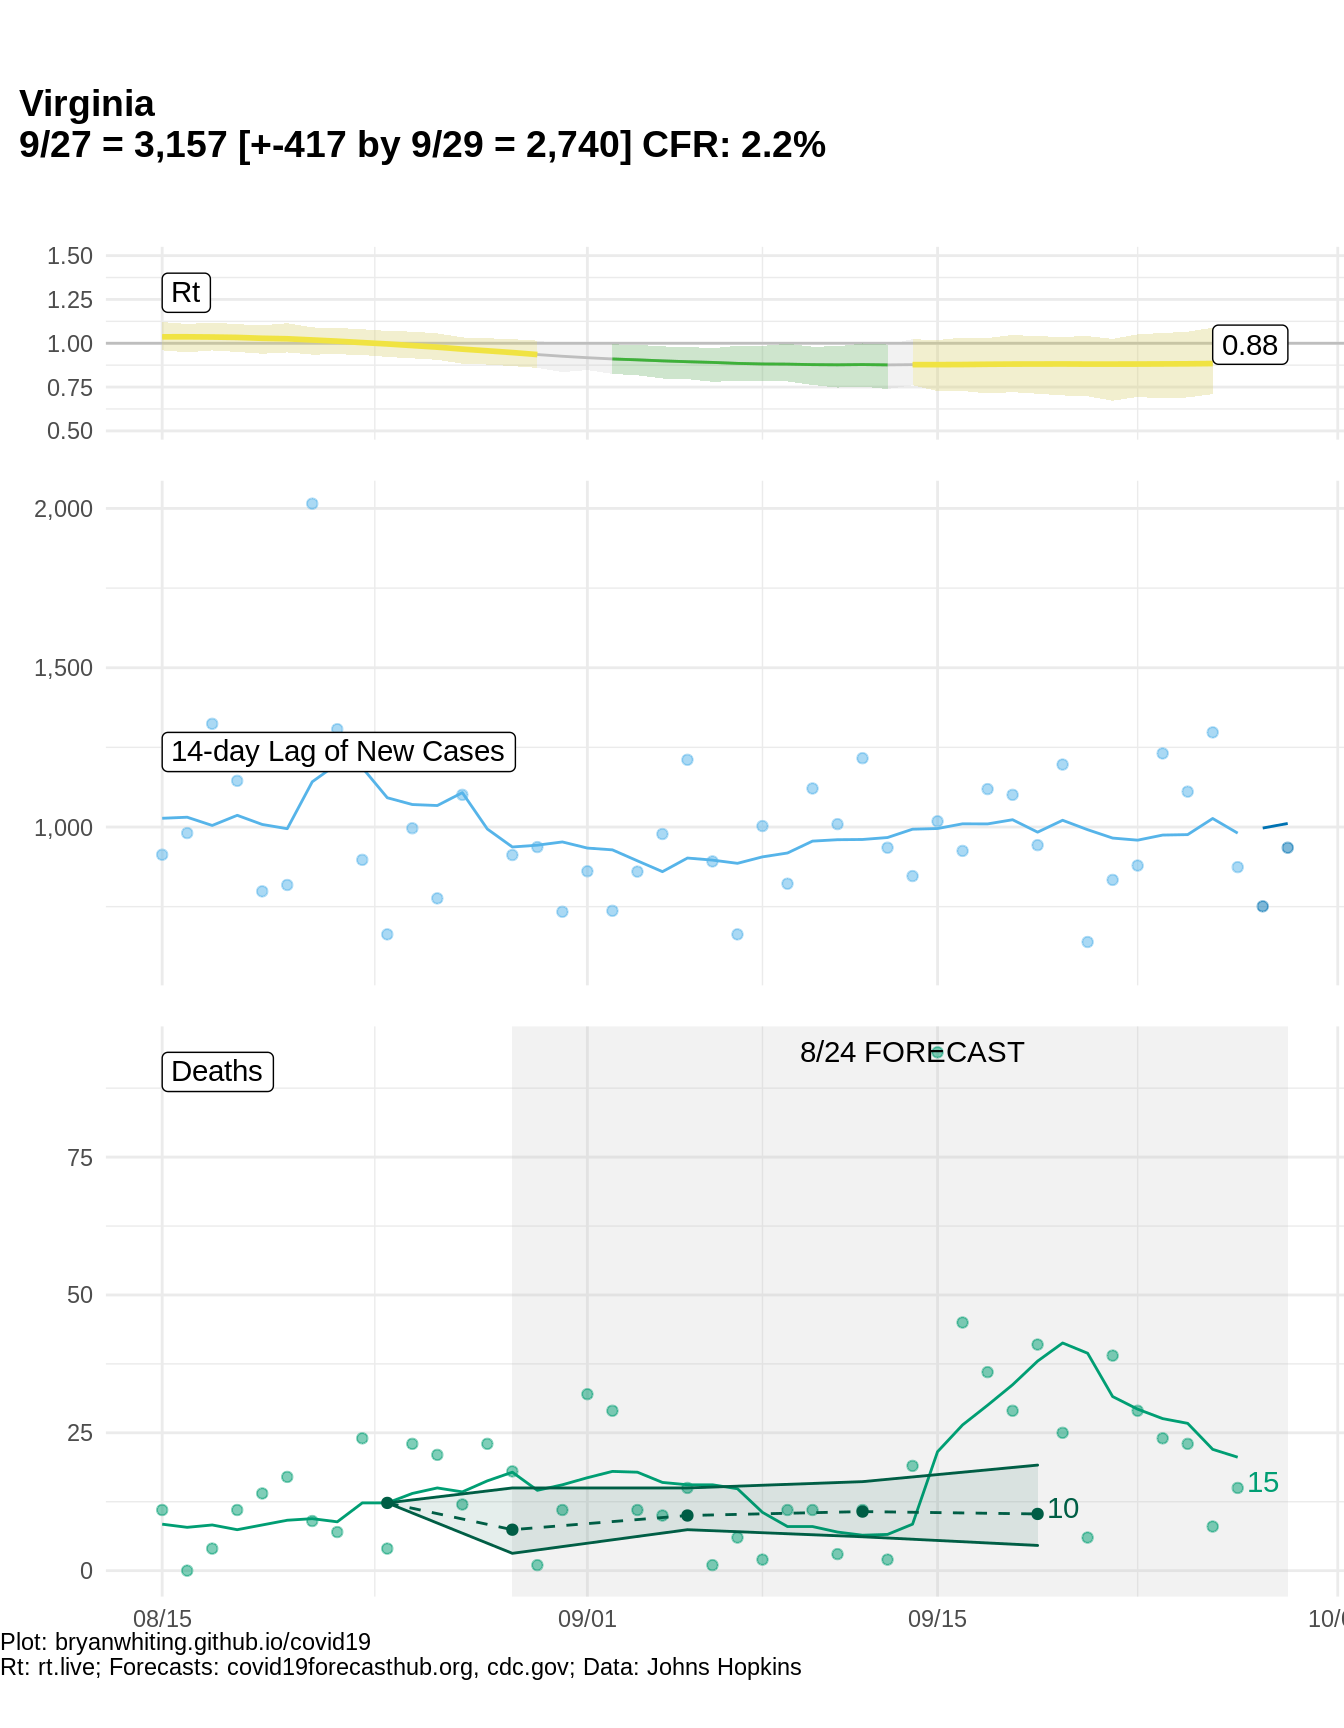 Virginia
9/27 = 3,157 [+-417 by 9/29 = 2,740] CFR: 2.2%
1.50
1.25
1.00
0.75
0.50
Rt
0.88
2,000
1,500
1,000
14-day Lag of New Cases
Deaths
8/24 FORECAST
75
50
25
0
15
10
08/15
09/01
09/15
Plot: bryanwhiting.github.io/covid19
Rt: rt.live; Forecasts: covid19forecasthub.org, cdc.gov; Data: Johns Hopkins